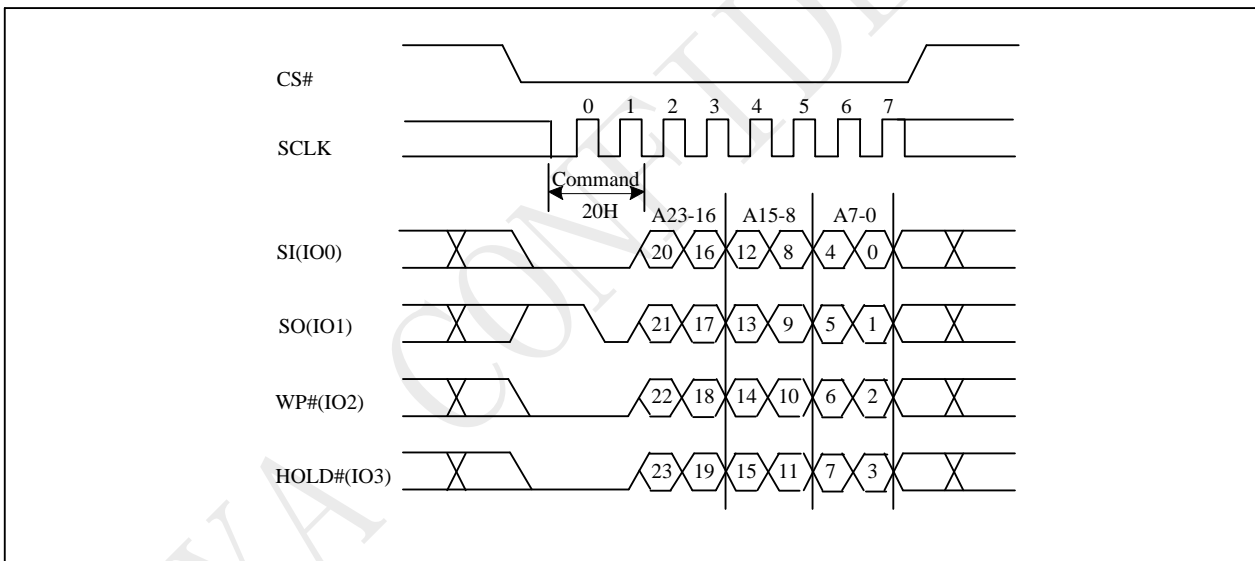 CS#
0 1 2 3 4 5 6 7
SCLK
Command
20H
A23-16 A15-8 A7-0
SI(IO0) 20 16 12 8 4 0
SO(IO1) 21 17 13 9 5 1
WP#(IO2) 22 18 14 10 6 2
HOLD#(IO3) 23 19 15 11 7 3